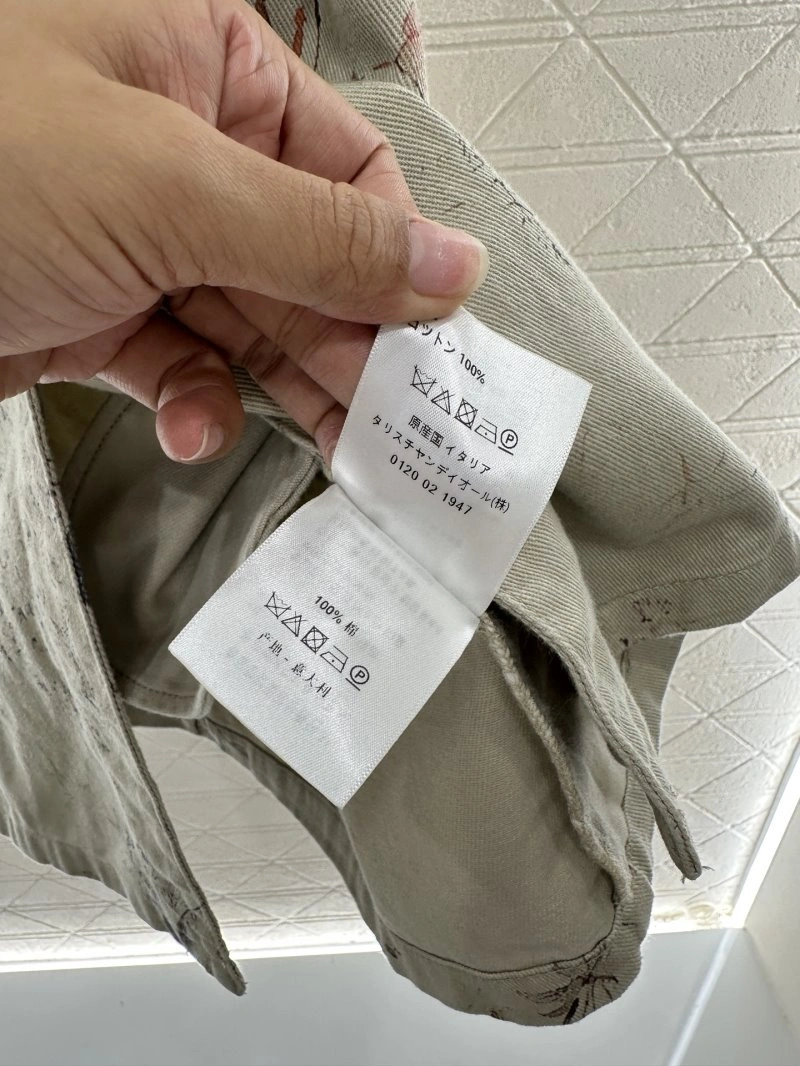 コットン 100%
P
原産国 イタリア
タリスチャンディオール(株)
0120 02 1947
100% 棉
P
产地 - 意大利